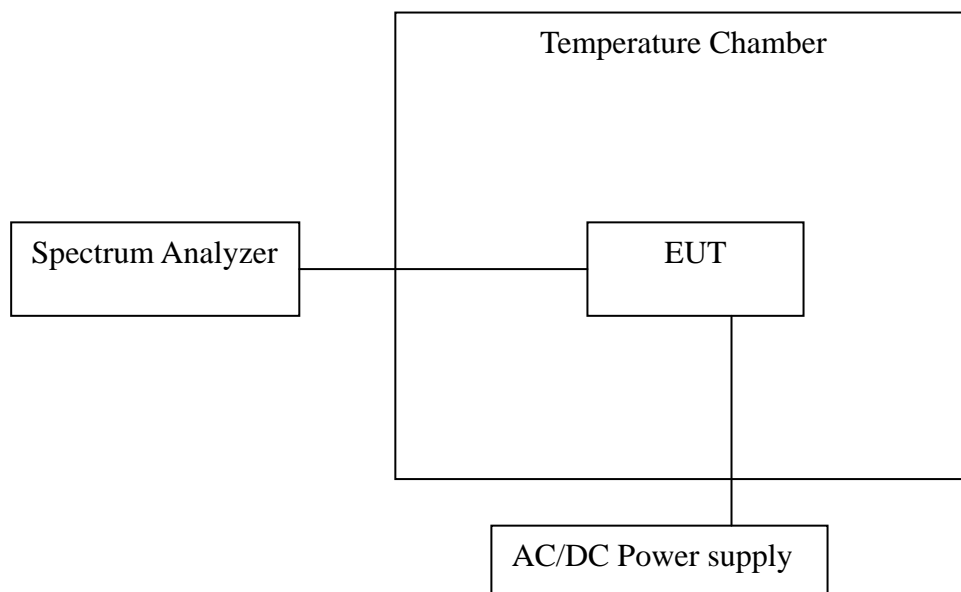 Temperature Chamber
Spectrum Analyzer
EUT
AC/DC Power supply